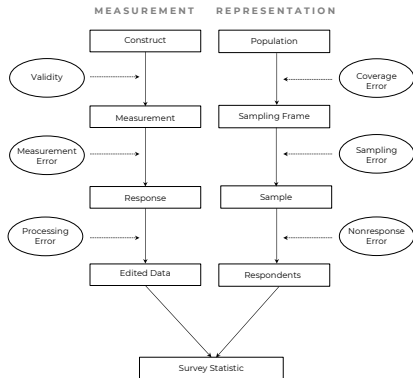 MEASUREMENT REPRESENTATION
Construct
Population
Validity
Coverage
Error
Measurement
Sampling Frame
Measurement
Error
Sampling
Error
Response
Sample
Processing
Error
Nonresponse
Error
Edited Data
Respondents
Survey Statistic